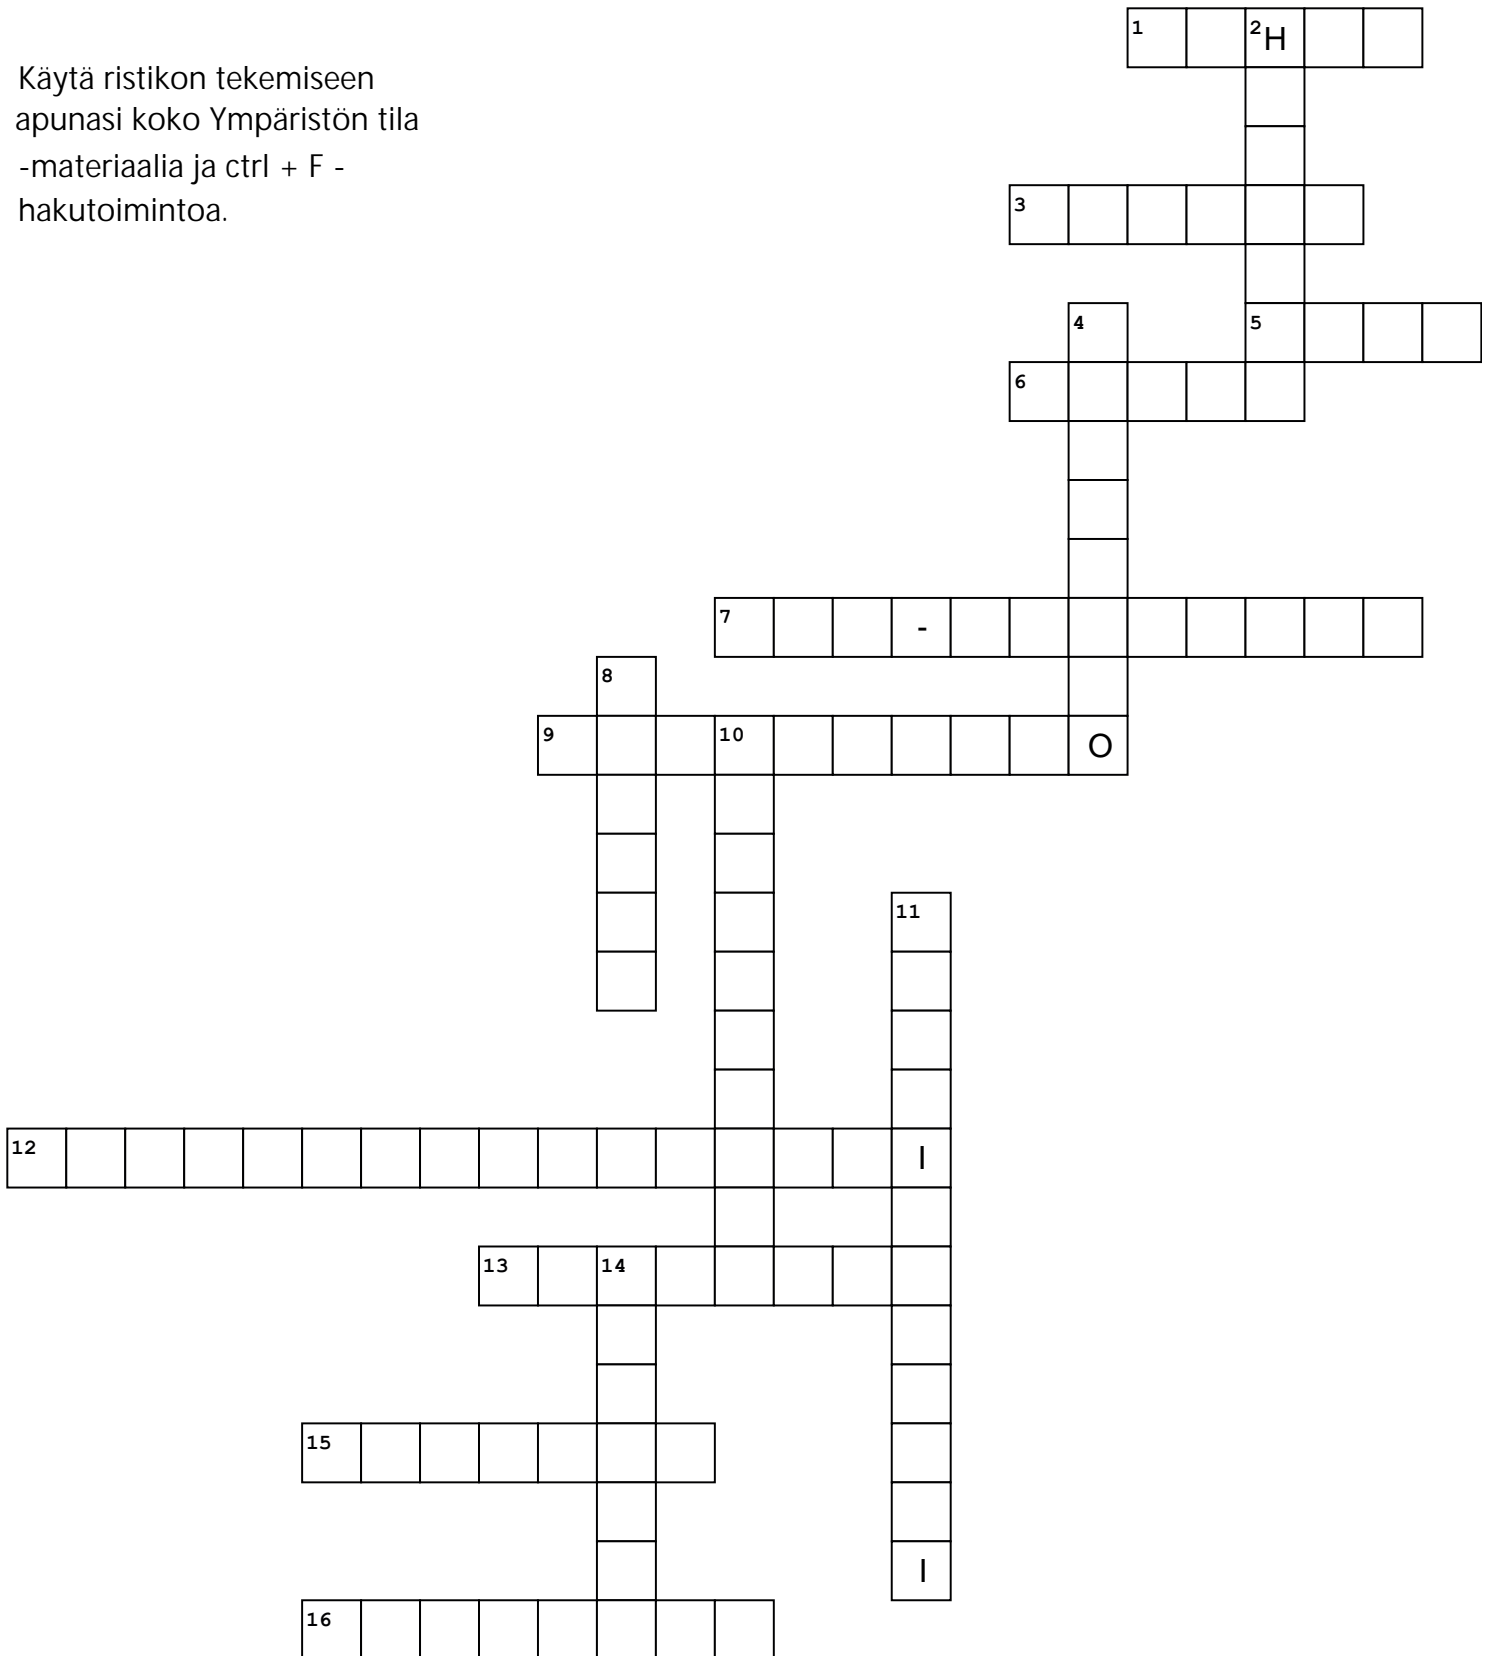 1 2 H
Käytä ristikon tekemiseen
apunasi koko Ympäristön tila
-materiaalia ja ctrl + F -
hakutoimintoa.
3
4 5
6
7 -
8
9 10 O
11
12 I
13 14
15
I
16